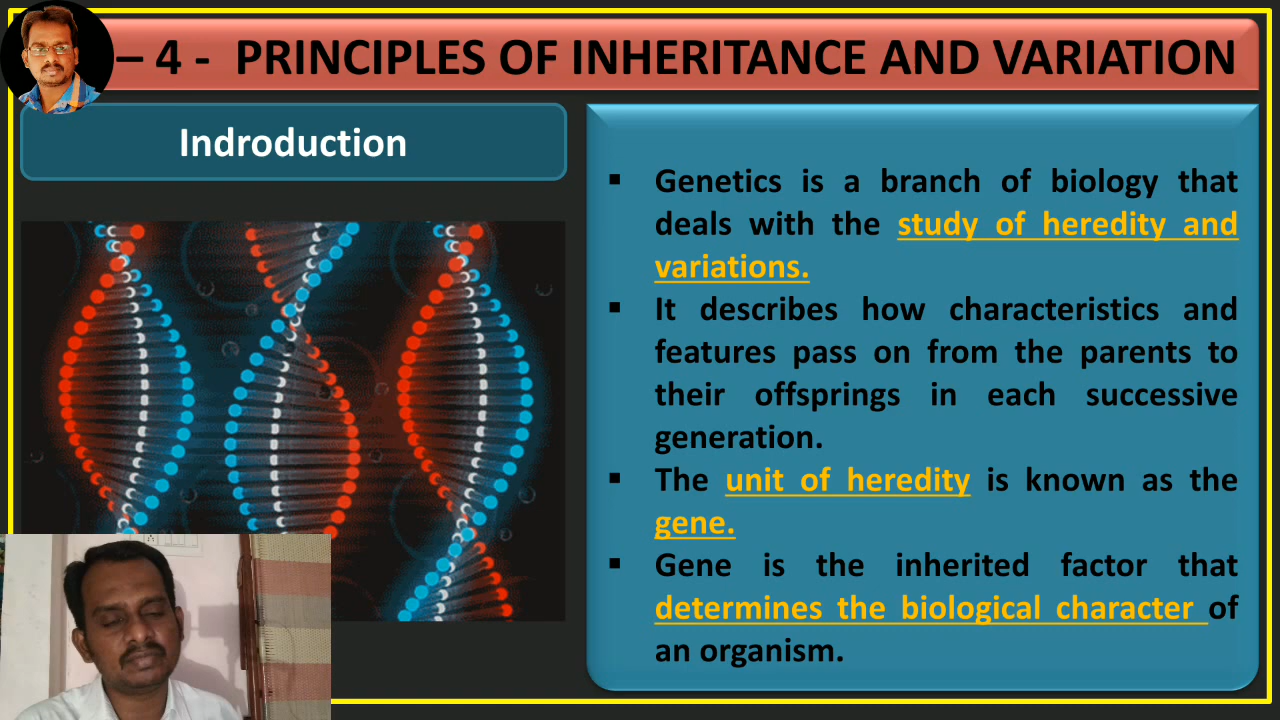 – 4 - PRINCIPLES OF INHERITANCE AND VARIATION
Indroduction
▪ Genetics is a branch of biology that
deals with the study of heredity and
variations.
▪ It describes how characteristics and
features pass on from the parents to
their offsprings in each successive
generation.
▪ The unit of heredity is known as the
gene.
▪ Gene is the inherited factor that
determines the biological character of
an organism.